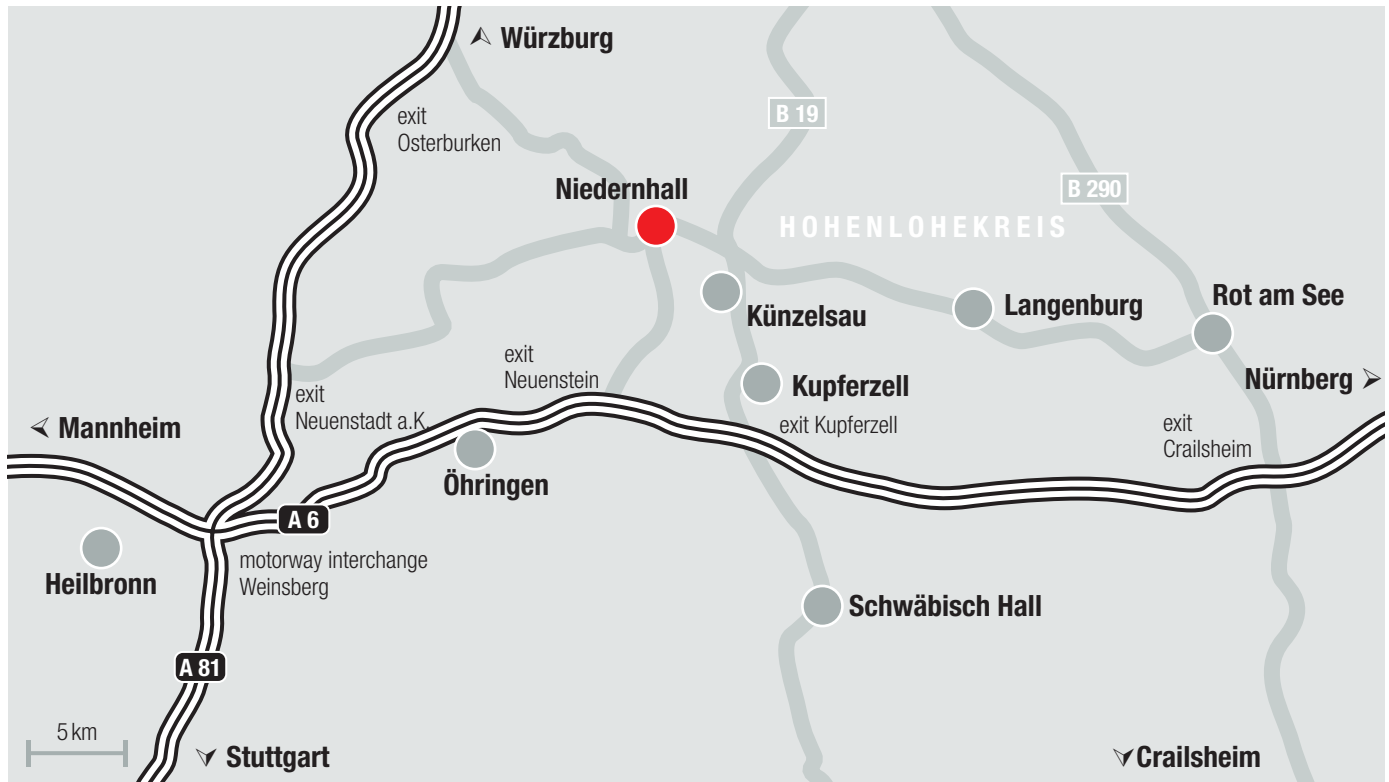 Würzburg
exit
Osterburken
B 19
Niedernhall
B 290
HOHENLOHEKREIS
Künzelsau
Langenburg
Rot am See
exit
Neuenstein
Kupferzell
Nürnberg
exit
Neuenstadt a.K.
Mannheim
exit Kupferzell
exit
Crailsheim
Öhringen
A 6
motorway interchange
Weinsberg
Heilbronn
Schwäbisch Hall
A 81
5 km
Stuttgart
Crailsheim